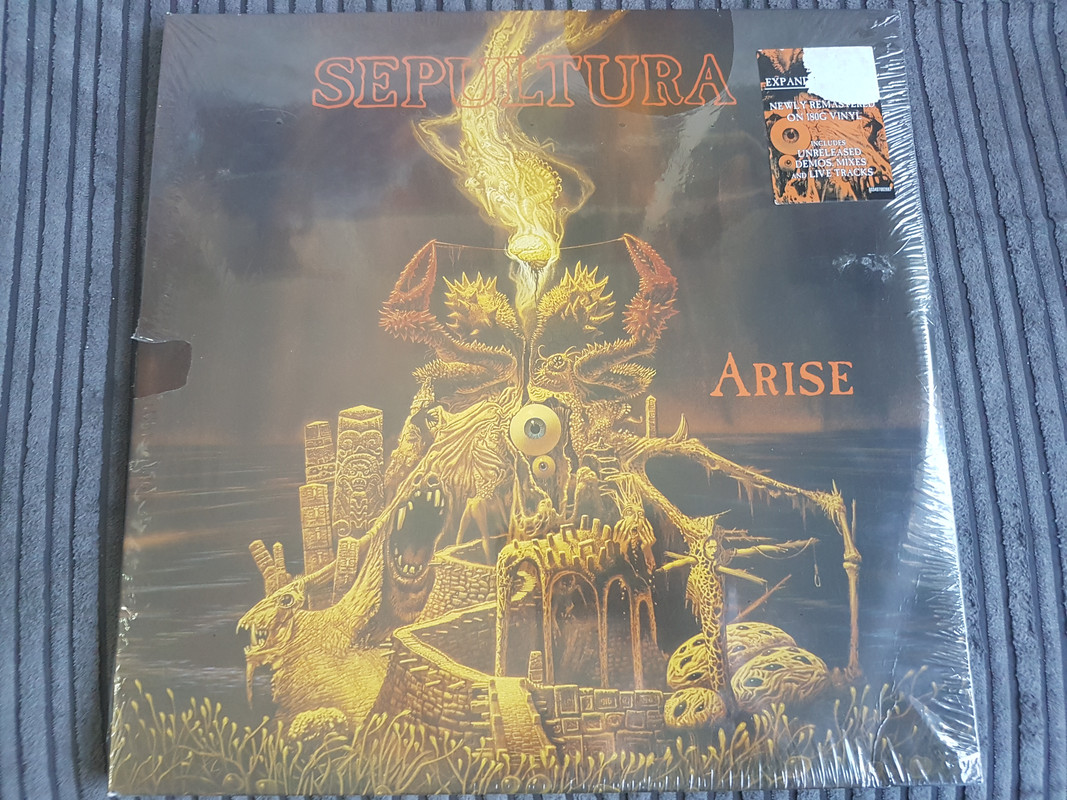 SEPULTURA
EXPAND
NEWLY REMASTERED
ON 180G VINYL
INCLUDES
UNRELEASED
DEMOS, MIXES
AND LIVE TRACKS
ARISE